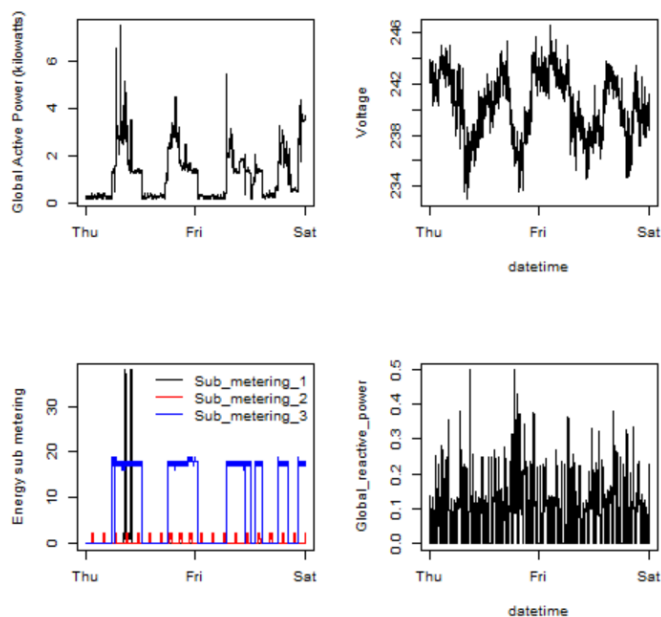 Global Active Power (kilowatts)
0 2 4 6
Thu Fri Sat
Voltage
234 238 242 246
Thu Fri Sat
datetime
Energy sub metering
0 10 20 30
Sub_metering_1
Sub_metering_2
Sub_metering_3
Thu Fri Sat
Global_reactive_power
0.0 0.1 0.2 0.3 0.4 0.5
Thu Fri Sat
datetime